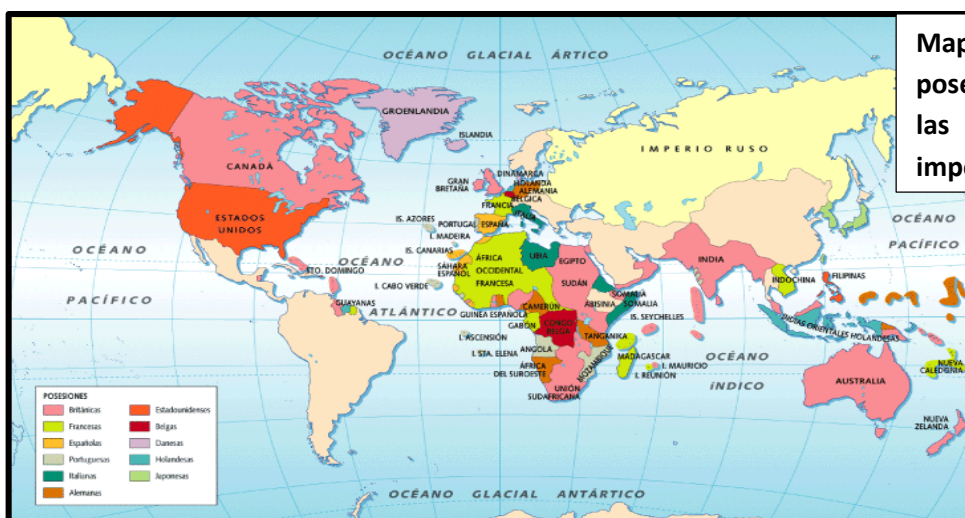 Map
pose
las
impe
OCÉANO GLACIAL ÁRTICO
GROENLANDIA
ISLANDIA
IMPERIO RUSO
CANADÁ
GRAN
BRETAÑA
DINAMARCA
HOLANDA
ALEMANIA
BÉLGICA
FRANCIA
ITALIA
ESTADOS
UNIDOS
IS. AZORES
PORTUGAL
ESPAÑA
I. MADEIRA
IS. CANARIAS
OCÉANO
PACÍFICO
OCÉANO
ATLÁNTICO
OCÉANO
PACÍFICO
SÁHARA
ESPAÑOL
ÁFRICA
OCCIDENTAL
FRANCESA
LIBIA
EGIPTO
SUDÁN
INDIA
INDOCHINA
FILIPINAS
STO. DOMINGO
I. CABO VERDE
GUAYANAS
CAMERÚN
ABISINIA
SOMALIA
SOMALIA
GUINEA ESPAÑOLA
GABÓN
CONGO
BELGA
IS. SEYCHELLES
INDIAS ORIENTALES HOLANDESAS
I. ASCENSIÓN
TANGANIKA
ANGOLA
I. STA. ELENA
MOZAMBIQUE
MADAGASCAR
I. MAURICIO
I. REUNIÓN
OCÉANO
ÍNDICO
ÁFRICA
DEL SUROESTE
UNIÓN
SUDAFRICANA
AUSTRALIA
NUEVA
CALEDONIA
NUEVA
ZELANDA
POSESIONES
Británicas
Francesas
Españolas
Portuguesas
Italianas
Alemanas
Estadounidenses
Belgas
Danesas
Holandesas
Japonesas
OCÉANO GLACIAL ANTÁRTICO